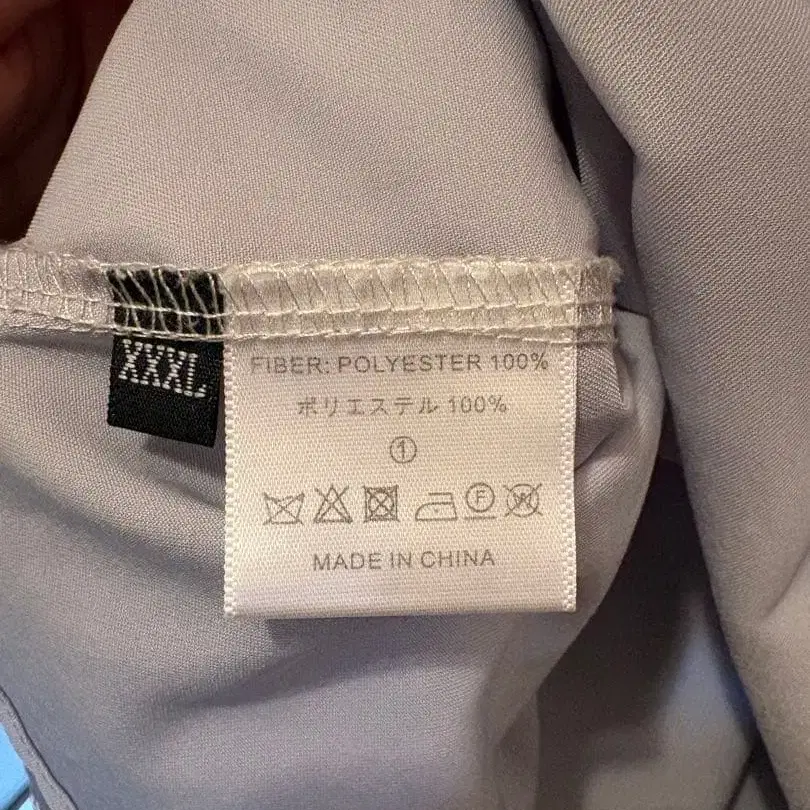 XXXL
FIBER: POLYESTER 100%
ポリエステル 100%
①
F W
MADE IN CHINA